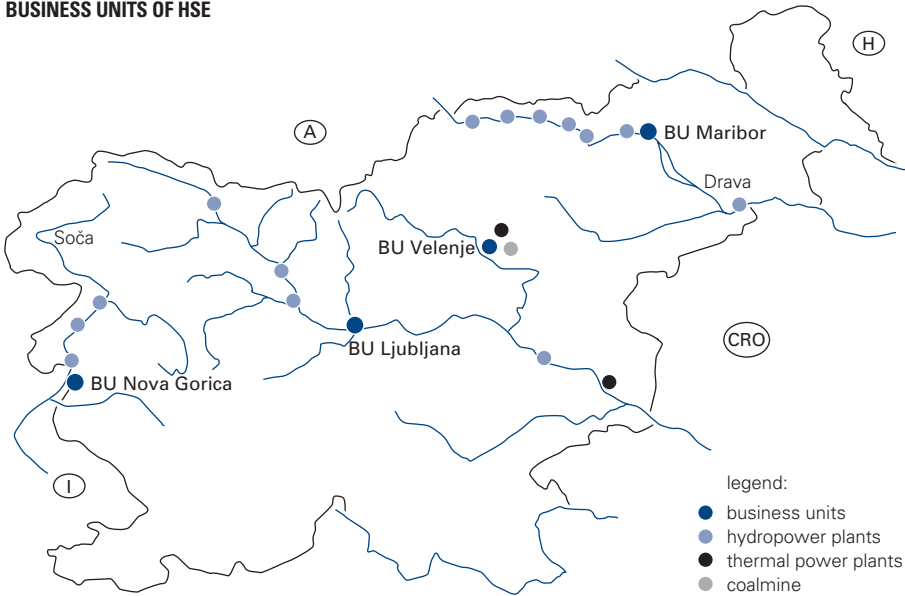 BUSINESS UNITS OF HSE
H
A
BU Maribor
Drava
Soča
BU Velenje
CRO
BU Ljubljana
BU Nova Gorica
I
legend:
business units
hydropower plants
thermal power plants
coalmine